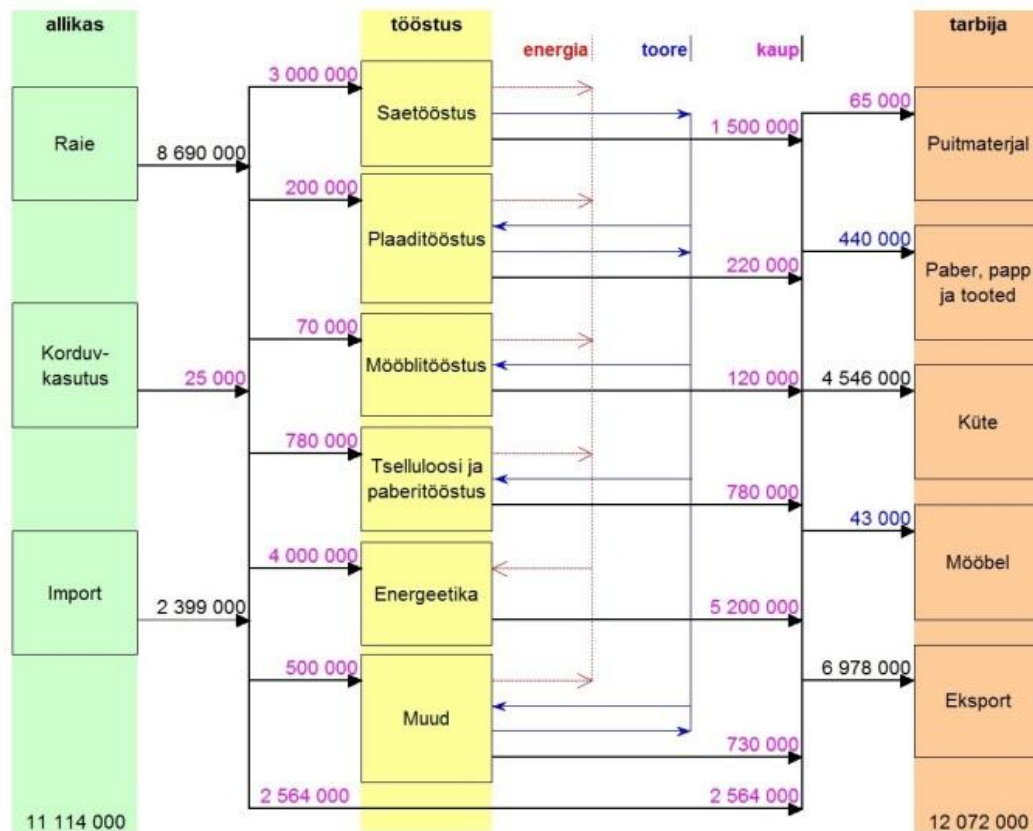 allikas
tööstus
tarbija
energia
toore
kaup
3 000 000
65 000
Saetööstus
Raie
8 690 000
1 500 000
Puitmaterjal
200 000
Plaaditööstus
440 000
220 000
Paber, papp
ja tooted
70 000
Korduv-
kasutus
25 000
Mööblitööstus
120 000
4 546 000
Küte
780 000
Tselluloosi ja
paberitööstus
780 000
43 000
4 000 000
Mööbel
Import
2 399 000
Energeetika
5 200 000
500 000
6 978 000
Muud
Eksport
730 000
2 564 000
2 564 000
11 114 000
12 072 000